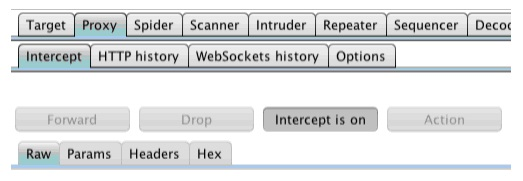 Target Proxy Spider Scanner Intruder Repeater Sequencer Decod
Intercept HTTP history WebSockets history Options
Forward Drop Intercept is on Action
Raw Params Headers Hex